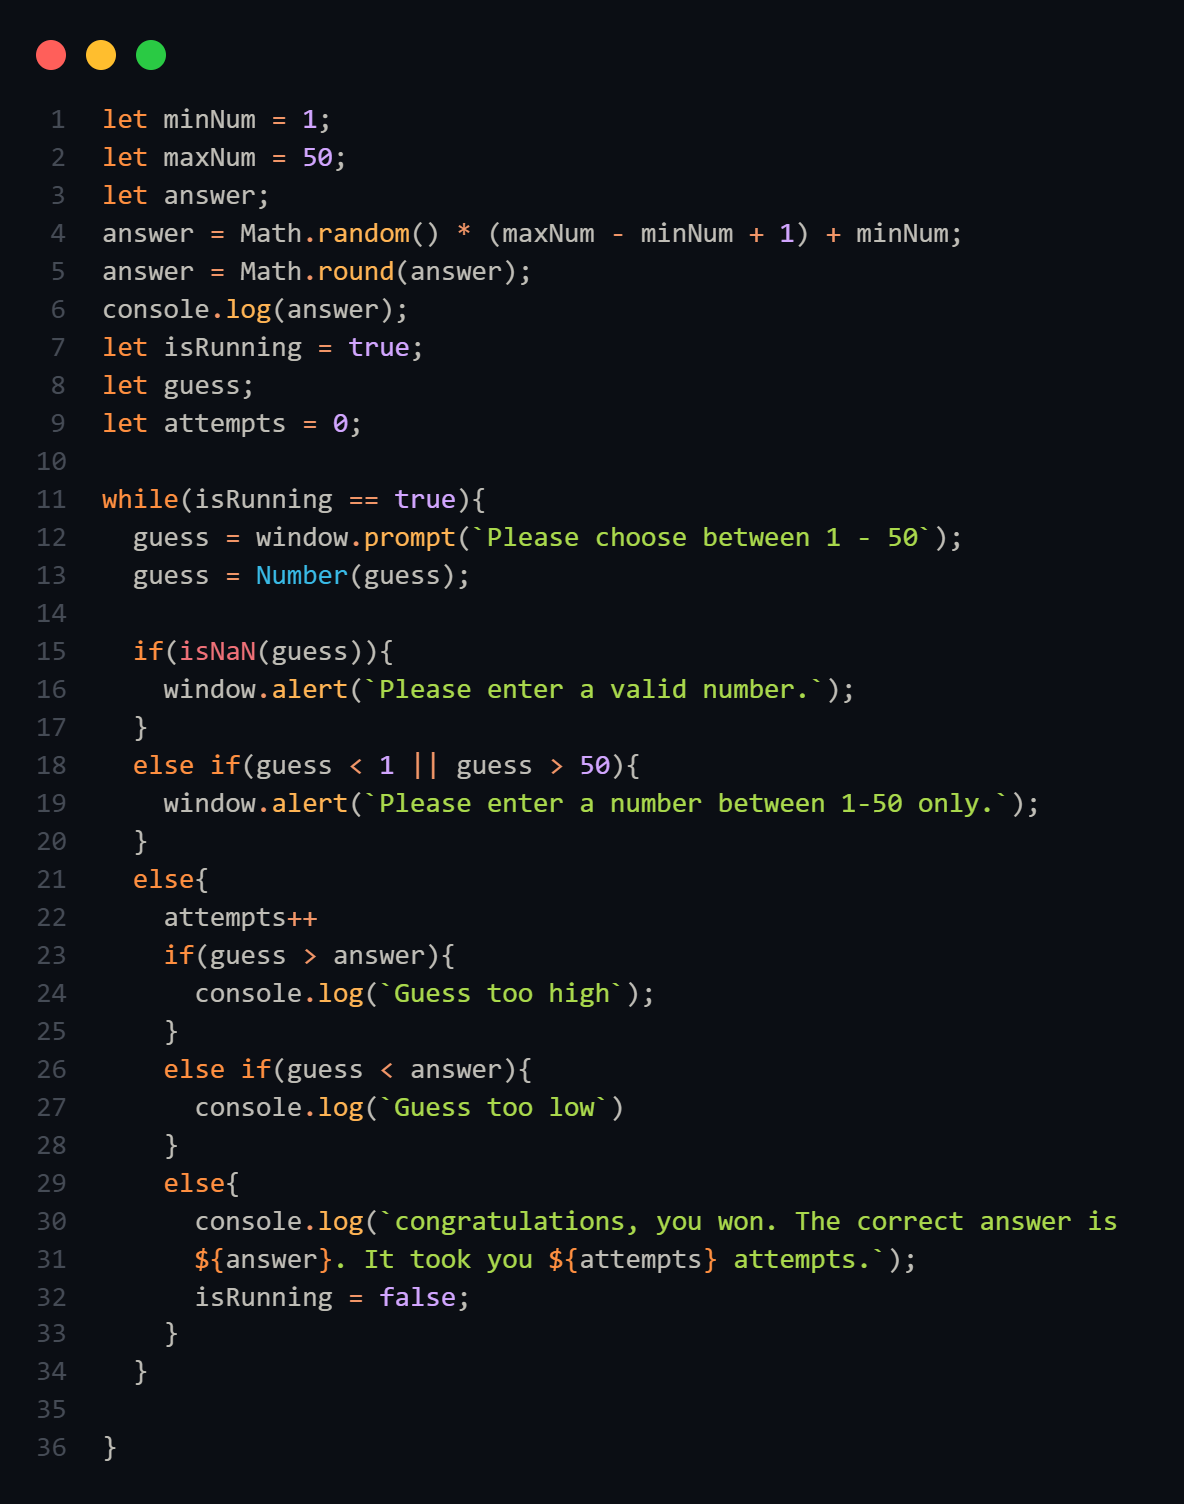 1 let minNum = 1;
2 let maxNum = 50;
3 let answer;
4 answer = Math.random() * (maxNum - minNum + 1) + minNum;
5 answer = Math.round(answer);
6 console.log(answer);
7 let isRunning = true;
8 let guess;
9 let attempts = 0;
10
11 while(isRunning == true){
12   guess = window.prompt(`Please choose between 1 - 50`);
13   guess = Number(guess);
14
15   if(isNaN(guess)){
16     window.alert(`Please enter a valid number.`);
17   }
18   else if(guess < 1 || guess > 50){
19     window.alert(`Please enter a number between 1-50 only.`);
20   }
21   else{
22     attempts++
23     if(guess > answer){
24       console.log(`Guess too high`);
25     }
26     else if(guess < answer){
27       console.log(`Guess too low`)
28     }
29     else{
30       console.log(`congratulations, you won. The correct answer is
31       ${answer}. It took you ${attempts} attempts.`);
32       isRunning = false;
33     }
34   }
35
36 }